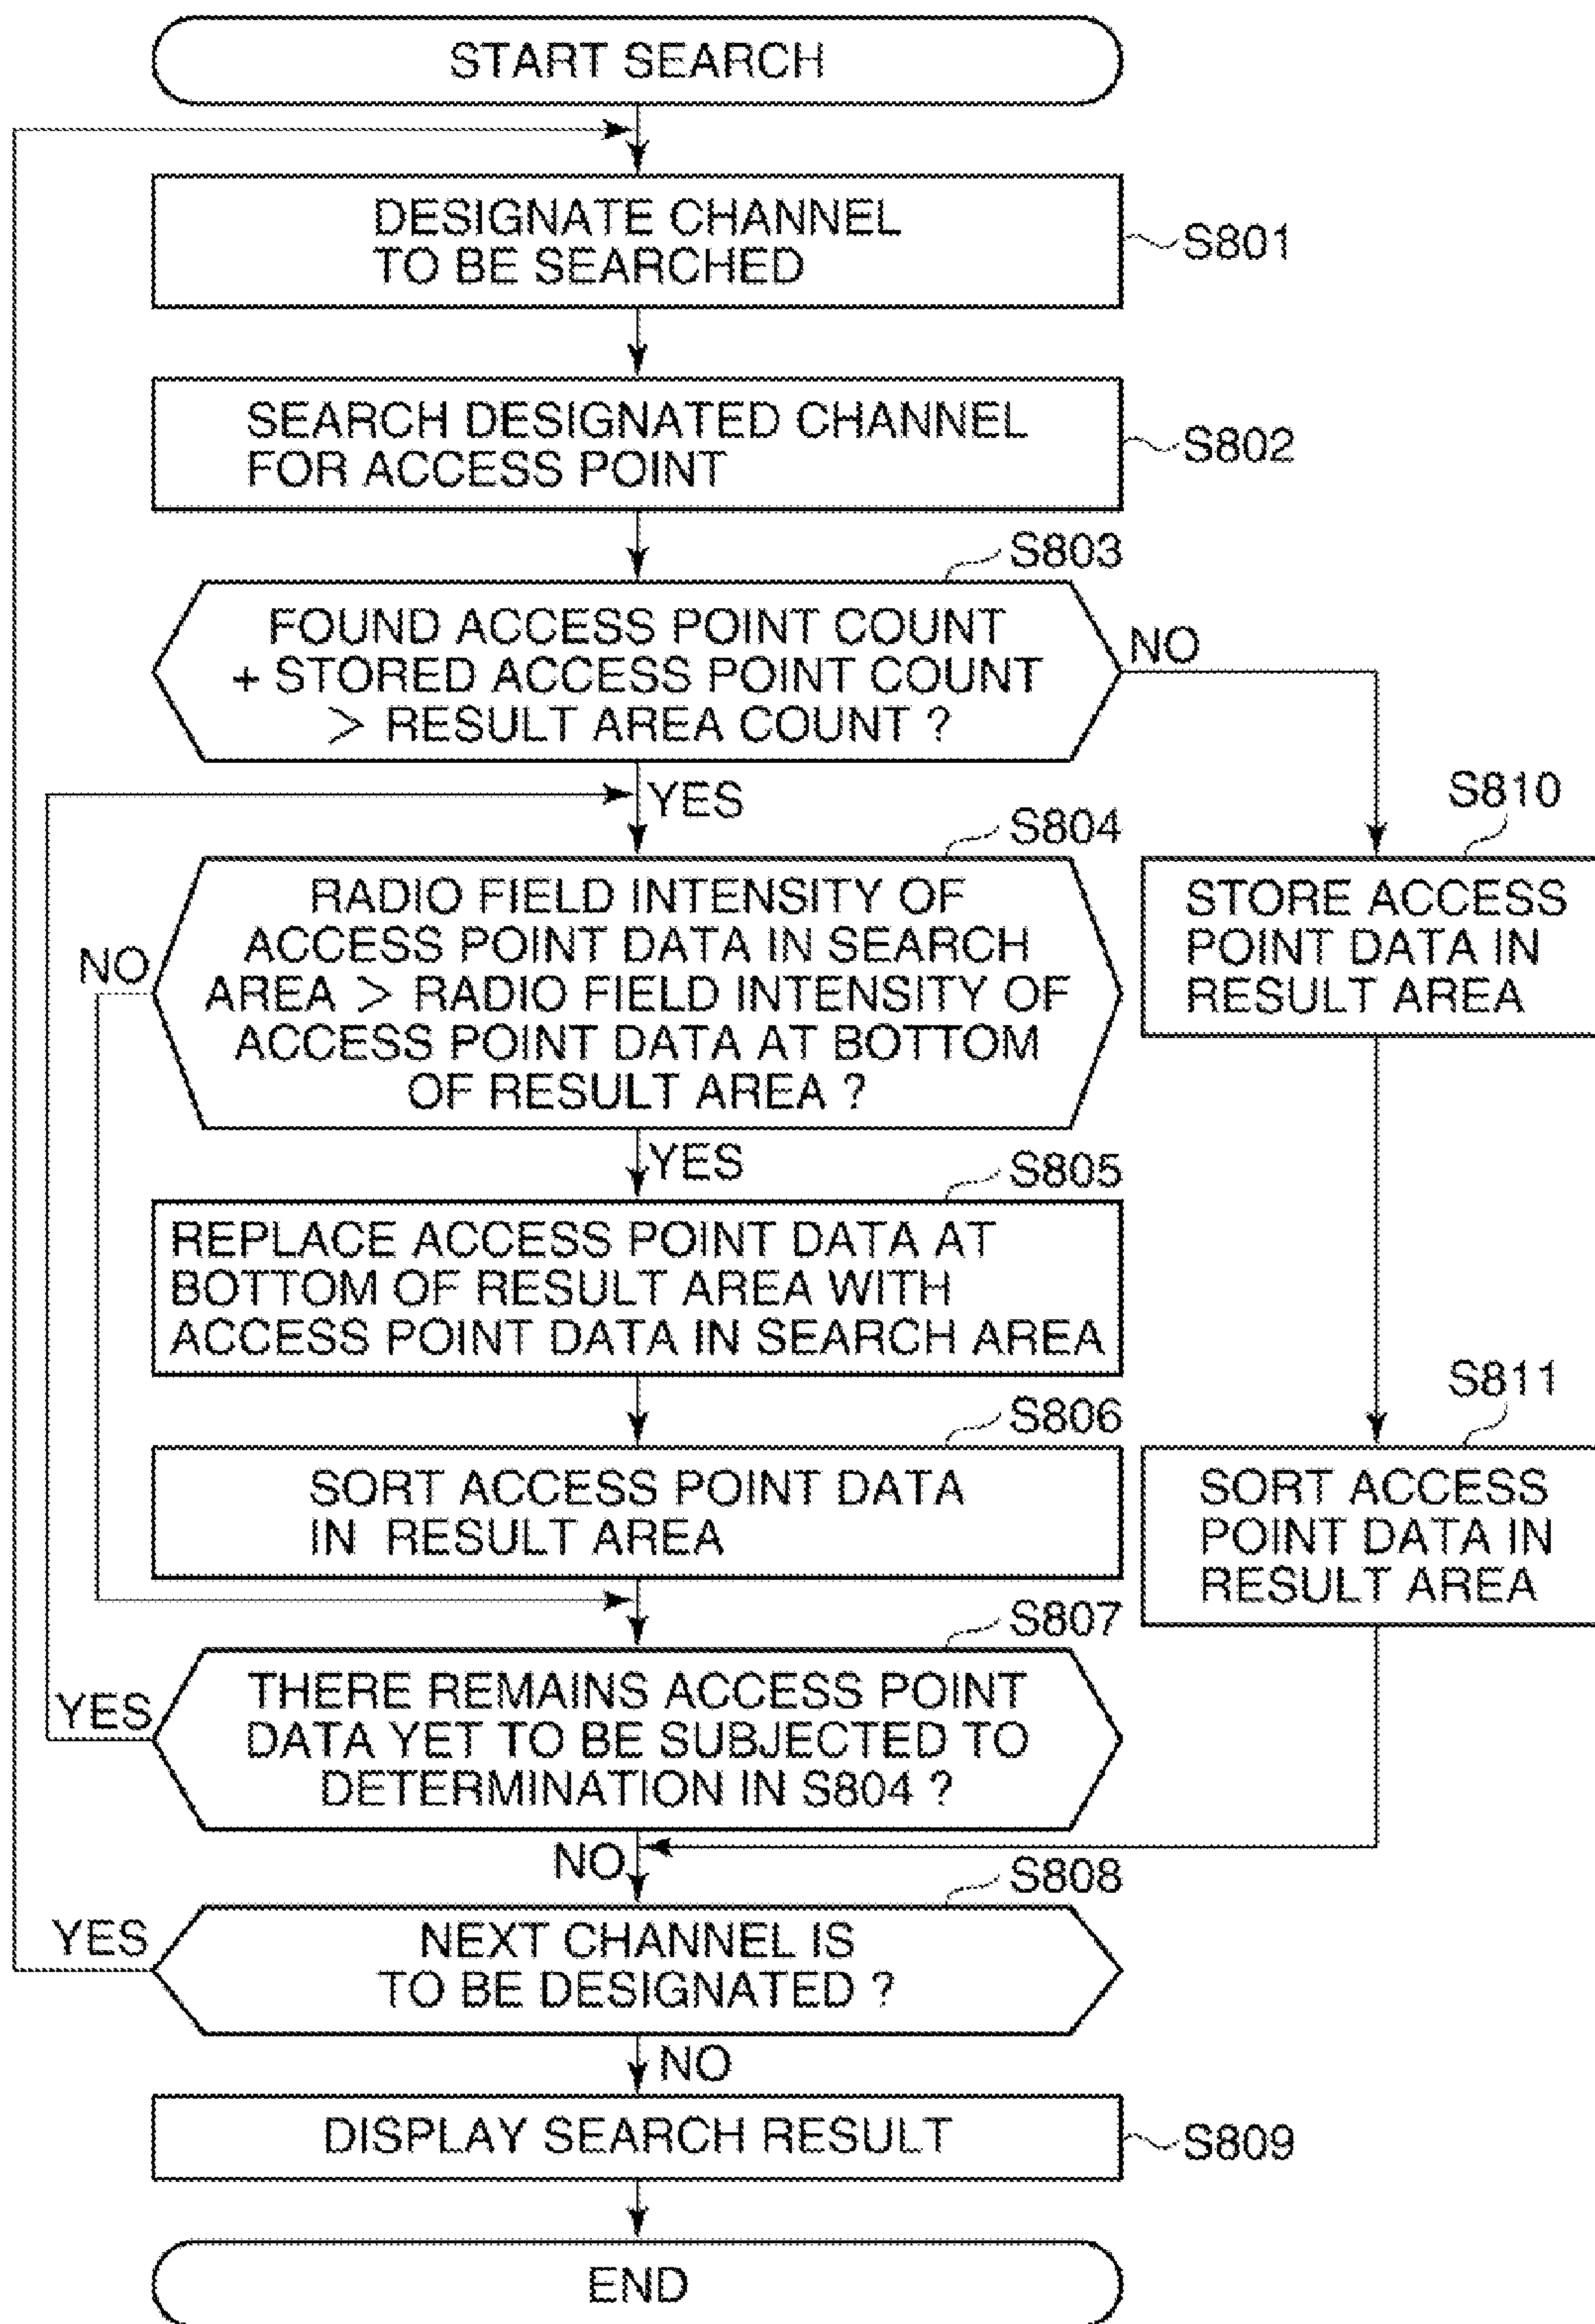 START SEARCH
DESIGNATE CHANNEL
TO BE SEARCHED
S801
SEARCH DESIGNATED CHANNEL
FOR ACCESS POINT
S802
S803
FOUND ACCESS POINT COUNT
+ STORED ACCESS POINT COUNT
> RESULT AREA COUNT ?
NO
YES
S804
RADIO FIELD INTENSITY OF
ACCESS POINT DATA IN SEARCH
AREA > RADIO FIELD INTENSITY OF
ACCESS POINT DATA AT BOTTOM
OF RESULT AREA ?
NO
S810
STORE ACCESS
POINT DATA IN
RESULT AREA
YES
S805
REPLACE ACCESS POINT DATA AT
BOTTOM OF RESULT AREA WITH
ACCESS POINT DATA IN SEARCH AREA
S806
SORT ACCESS POINT DATA
IN RESULT AREA
S811
SORT ACCESS
POINT DATA IN
RESULT AREA
S807
THERE REMAINS ACCESS POINT
DATA YET TO BE SUBJECTED TO
DETERMINATION IN S804 ?
YES
NO
S808
NEXT CHANNEL IS
TO BE DESIGNATED ?
YES
NO
DISPLAY SEARCH RESULT
S809
END